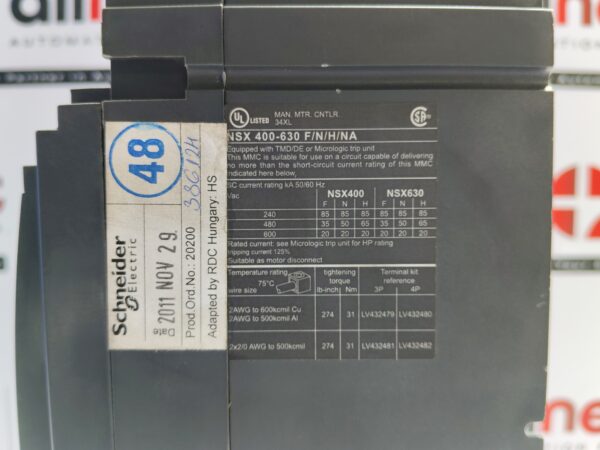 48
Schneider
Electric
Date
2011 NOV 29.
Prod.Ord.No.: 20200
Adapted by RDC Hungary: HS
UL LISTED MAN. MTR. CNTLR.
34XL
NSX 400-630 F/N/H/NA
Equipped with TMD/DE or Micrologic trip unit
This MMC is suitable for use on a circuit capable of delivering
no more than the short-circuit current rating of this MMC
indicated here below,
SC current rating kA 50/60 Hz
Vac NSX400 NSX630
F N H F N H
240 85 85 85 85 85 85
480 35 50 65 35 50 65
600 20 20 20 20 20 20
Rated current: see Micrologic trip unit for HP rating
tripping current 125%
Suitable as motor disconnect
Temperature rating tightening Terminal kit
75°C torque reference
wire size lb-inch Nm 3P 4P
2AWG to 600kcmil Cu
2AWG to 500kcmil Al 274 31 LV432479 LV432480
2x2/0 AWG to 500kcmil 274 31 LV432481 LV432482